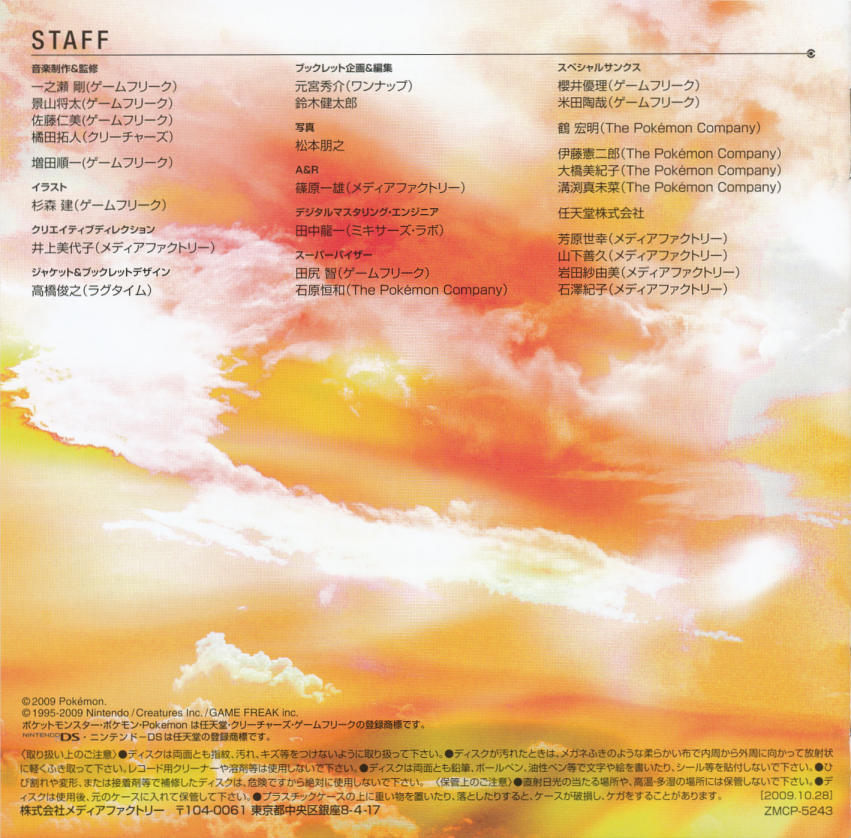 STAFF
音楽制作&監修
一之瀬 剛(ゲームフリーク)
景山将太(ゲームフリーク)
佐藤仁美(ゲームフリーク)
橘田拓人(クリーチャーズ)
増田順一(ゲームフリーク)
イラスト
杉森 建(ゲームフリーク)
クリエイティブディレクション
井上美代子(メディアファクトリー)
ジャケット&ブックレットデザイン
高橋俊之(ラグタイム)
ブックレット企画&編集
元宮秀介(ワンナップ)
鈴木健太郎
写真
松本朋之
A&R
篠原一雄(メディアファクトリー)
デジタルマスタリング・エンジニア
田中龍一(ミキサーズ・ラボ)
スーパーバイザー
田尻 智(ゲームフリーク)
石原恒和(The Pokémon Company)
スペシャルサンクス
櫻井優理(ゲームフリーク)
米田陶哉(ゲームフリーク)
鶴 宏明(The Pokémon Company)
伊藤憲二郎(The Pokémon Company)
大橋美紀子(The Pokémon Company)
溝渕真未菜(The Pokémon Company)
任天堂株式会社
芳原世幸(メディアファクトリー)
山下善久(メディアファクトリー)
岩田紗由美(メディアファクトリー)
石澤紀子(メディアファクトリー)
©2009 Pokémon.
©1995-2009 Nintendo/Creatures Inc./GAME FREAK inc.
ポケットモンスター・ポケモン・Pokemon は任天堂・クリーチャーズ・ゲームフリークの登録商標です。
NINTENDO DS・ニンテンドーDSは任天堂の登録商標です。
〈取り扱い上のご注意〉●ディスクは両面とも指紋、汚れ、キズ等をつけないように取り扱って下さい。●ディスクが汚れたときは、メガネふきのような柔らかい布で内周から外周に向かって放射状
に軽くふき取って下さい。レコード用クリーナーや溶剤等は使用しないで下さい。●ディスクは両面とも鉛筆、ボールペン、油性ペン等で文字や絵を書いたり、シール等を貼付しないで下さい。●ひ
び割れや変形、または接着剤等で補修したディスクは、危険ですから絶対に使用しないで下さい。〈保管上のご注意〉●直射日光の当たる場所や、高温・多湿の場所には保管しないで下さい。●デ
ィスクは使用後、元のケースに入れて保管して下さい。●プラスチックケースの上に重い物を置いたり、落としたりすると、ケースが破損し、ケガをすることがあります。 [2009.10.28]
株式会社メディアファクトリー 〒104-0061 東京都中央区銀座8-4-17 ZMCP-5243